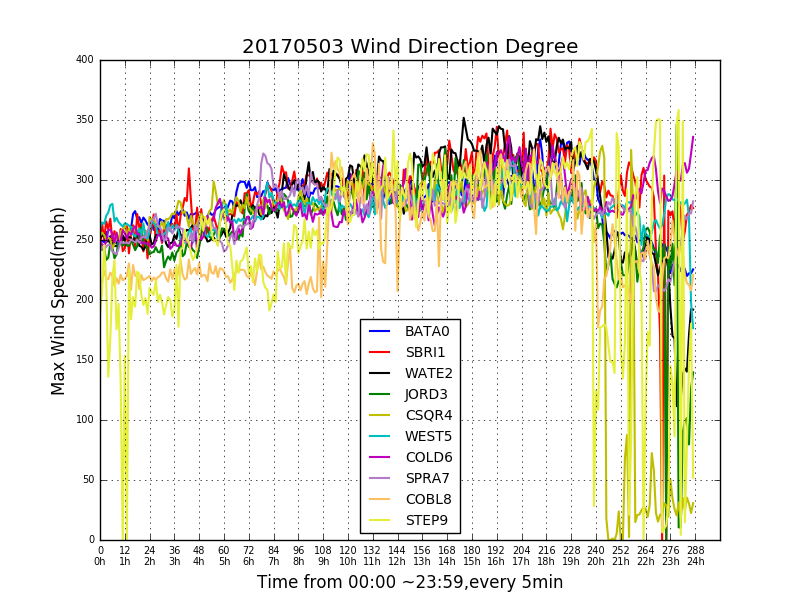 20170503 Wind Direction Degree
Max Wind Speed(mph)
400
350
300
250
200
150
100
50
0
BATA0
SBRI1
WATE2
JORD3
CSQR4
WEST5
COLD6
SPRA7
COBL8
STEP9
0 12 24 36 48 60 72 84 96 108 120 132 144 156 168 180 192 204 216 228 240 252 264 276 288
0h 1h 2h 3h 4h 5h 6h 7h 8h 9h 10h 11h 12h 13h 14h 15h 16h 17h 18h 19h 20h 21h 22h 23h 24h
Time from 00:00 ~23:59,every 5min